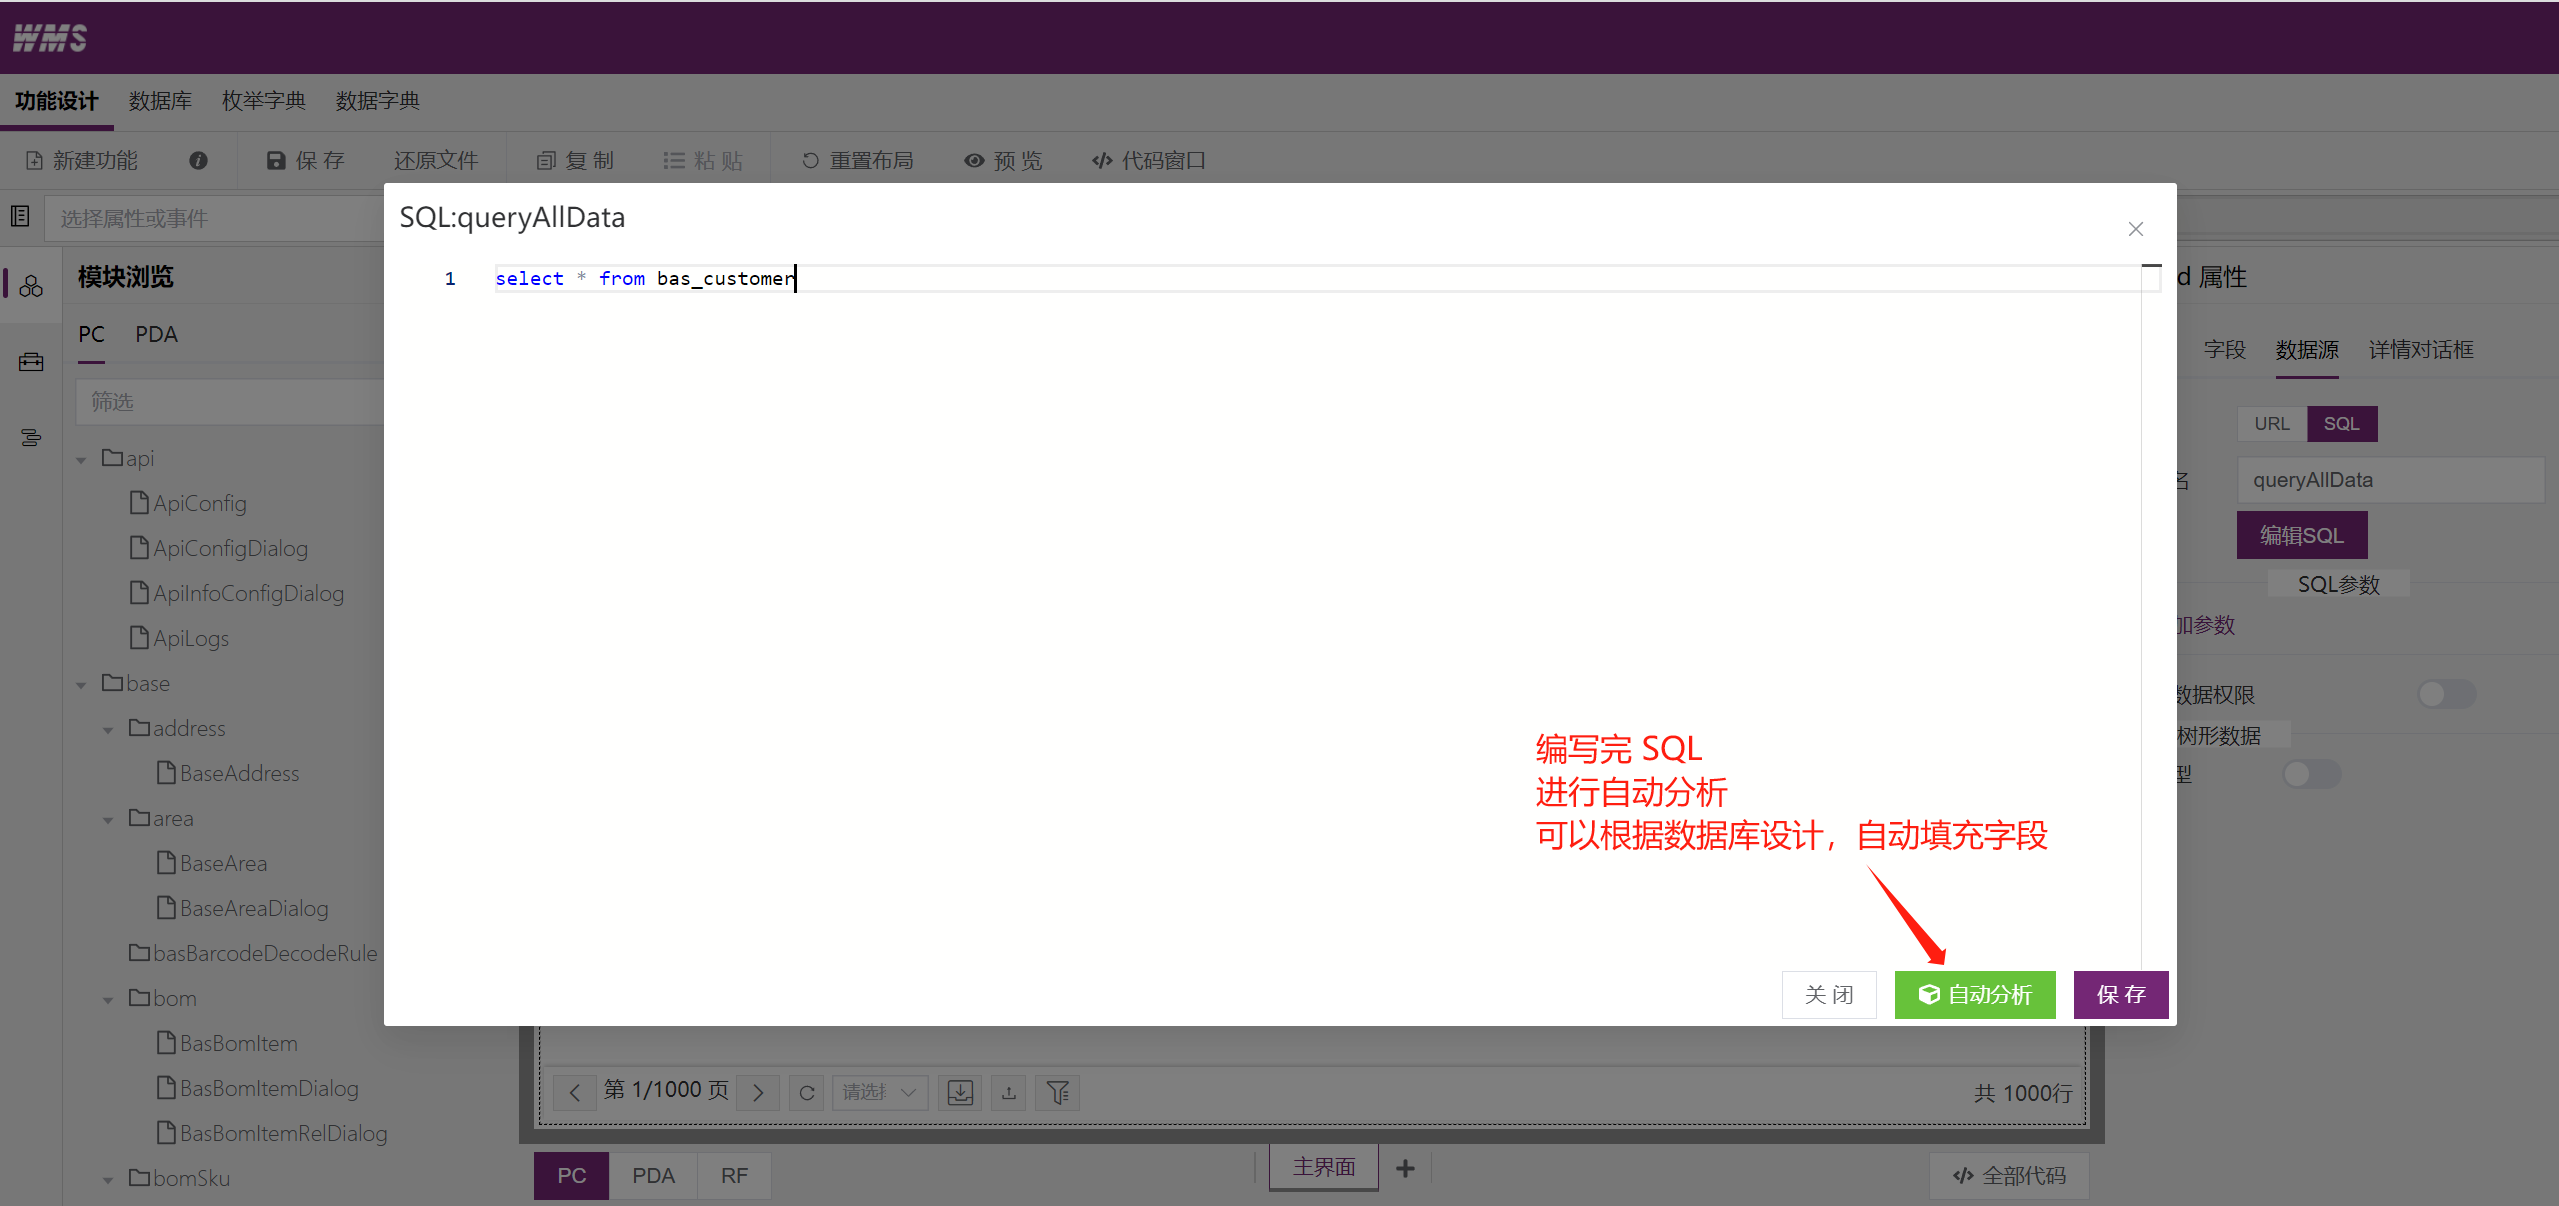 WMS
功能设计 数据库 枚举字典 数据字典
新建功能 保 存 还原文件 复 制 粘 贴 重置布局 预 览 代码窗口
选择属性或事件
SQL:queryAllData
1 select * from bas_customer
模块浏览
PC PDA
筛选
api
ApiConfig
ApiConfigDialog
ApiInfoConfigDialog
ApiLogs
base
address
BaseAddress
area
BaseArea
BaseAreaDialog
basBarcodeDecodeRule
bom
BasBomItem
BasBomItemDialog
BasBomItemRelDialog
bomSku
编写完 SQL
进行自动分析
可以根据数据库设计，自动填充字段
关 闭 自动分析 保 存
d 属性
字段 数据源 详情对话框
URL SQL
名 queryAllData
编辑SQL
SQL参数
加参数
数据权限
树形数据
型
第 1/1000 页 请选择 共 1000行
PC PDA RF 主界面 全部代码